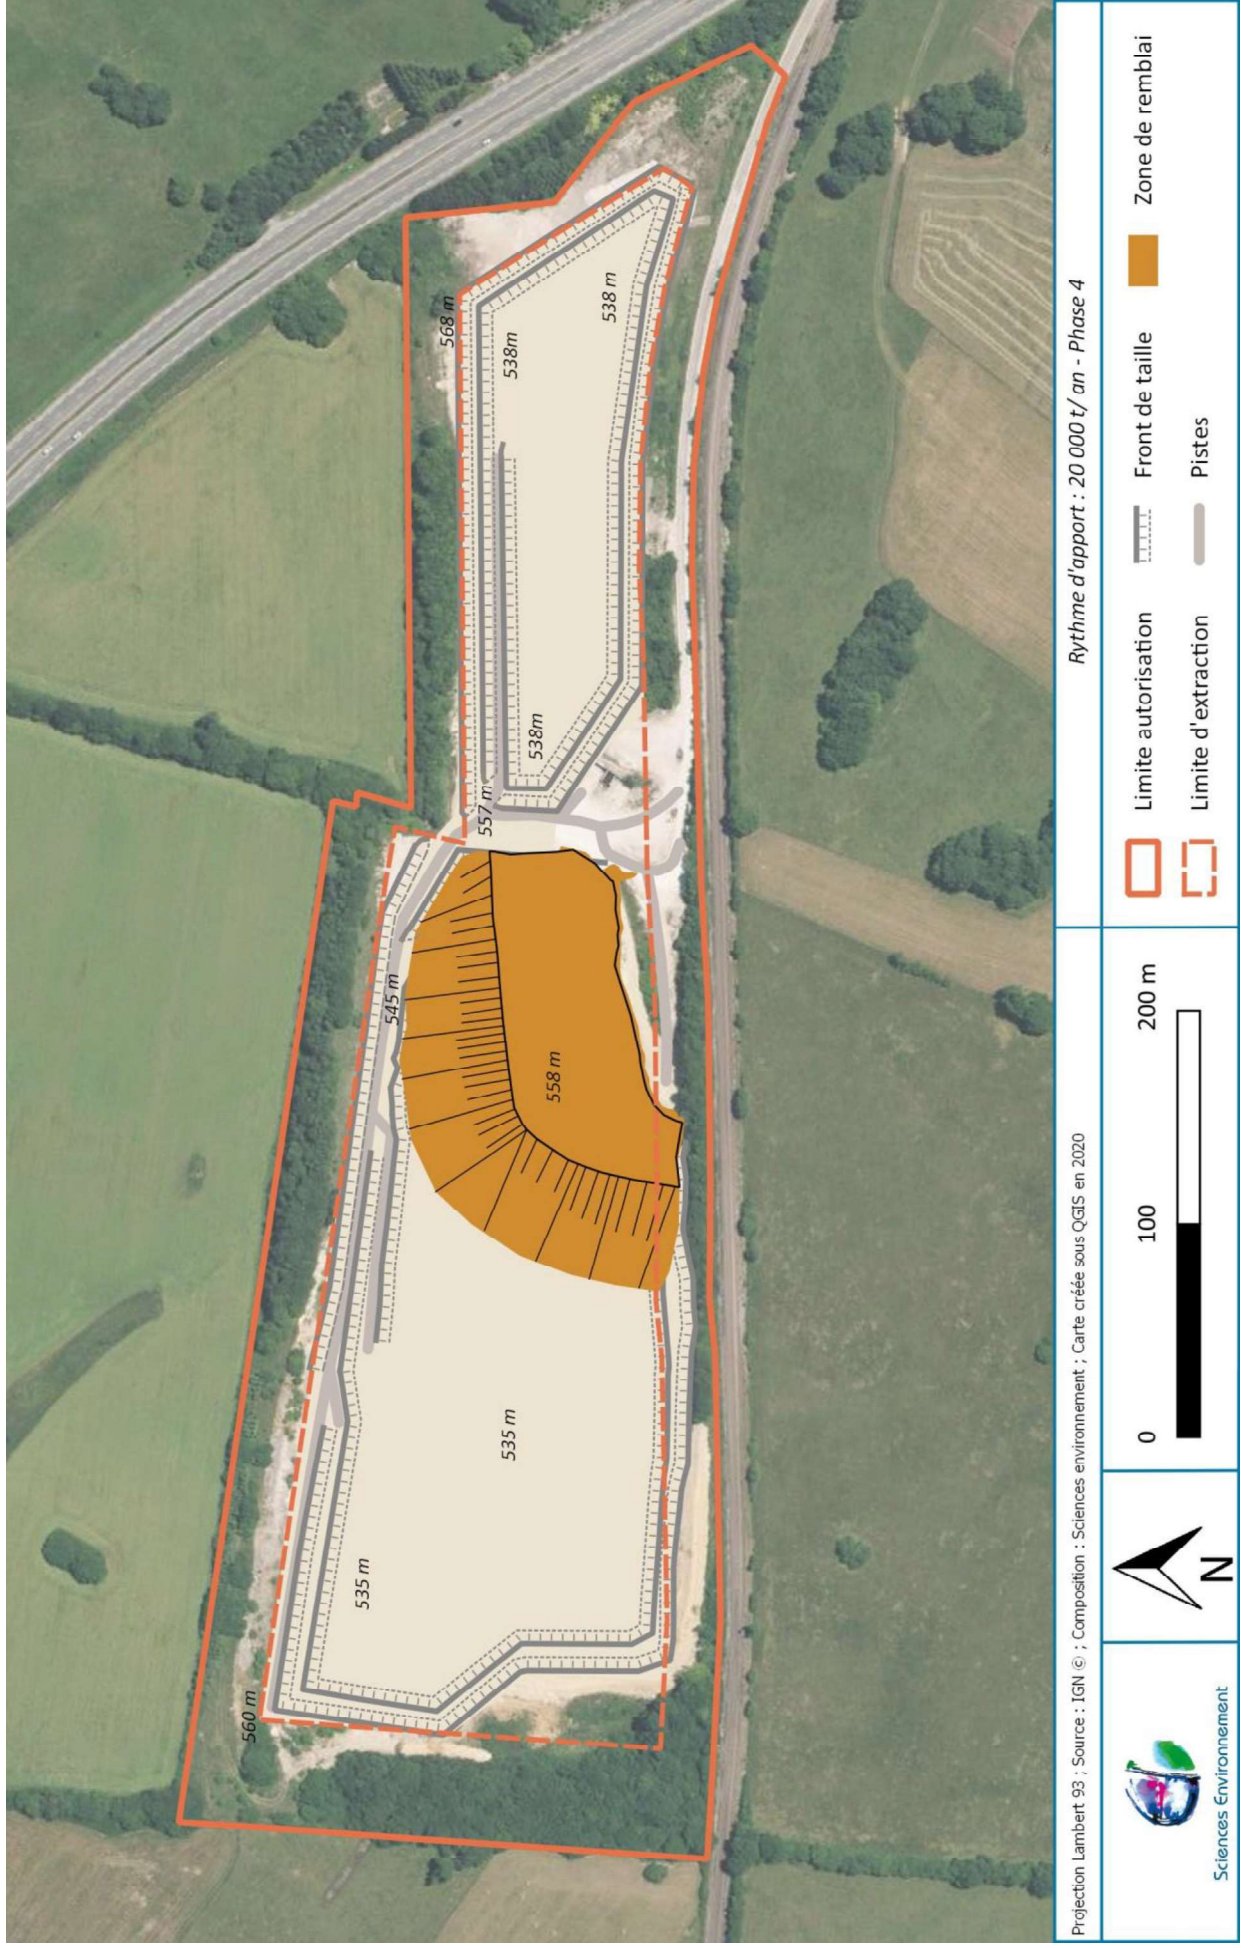 568 m
538m
538 m
538m
557 m
545 m
558 m
535 m
535 m
560 m
Projection Lambert 93 ; Source : IGN © ; Composition : Sciences environnement ; Carte créée sous QGIS en 2020
Rythme d'apport : 20 000 t/ an - Phase 4
Sciences Environnement
N
0 100 200 m
Limite autorisation
Front de taille
Zone de remblai
Limite d'extraction
Pistes